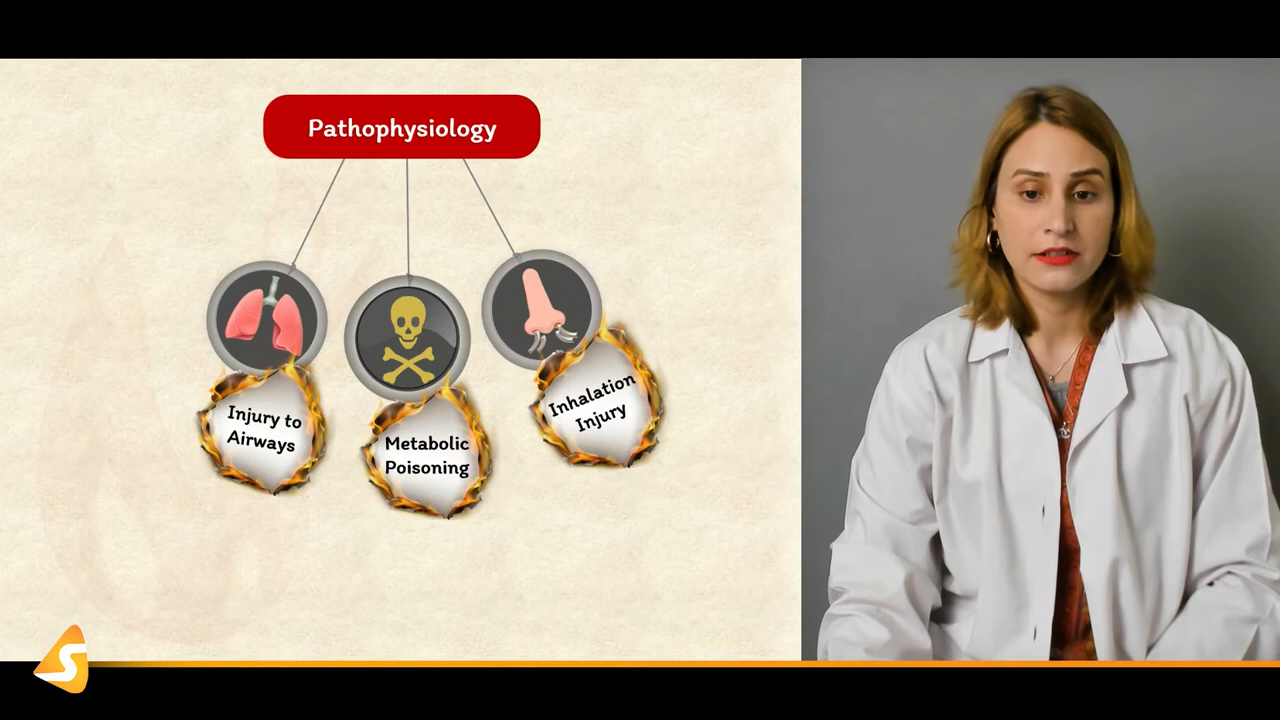 Pathophysiology
Injury to
Airways
Metabolic
Poisoning
Inhalation
Injury